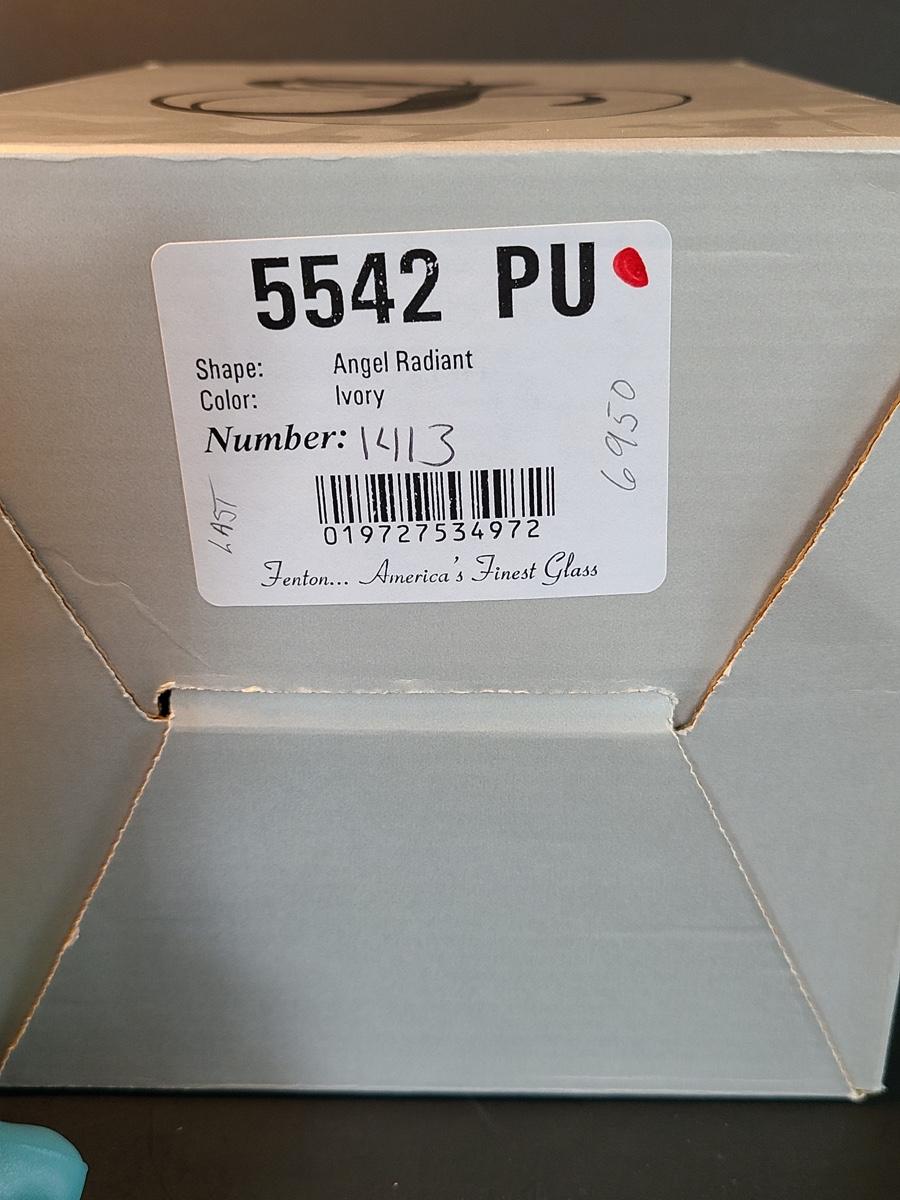 5542 PU
Shape: Angel Radiant
Color: Ivory
Number: 1413
6950
LAST
019727534972
Fenton... America's Finest Glass